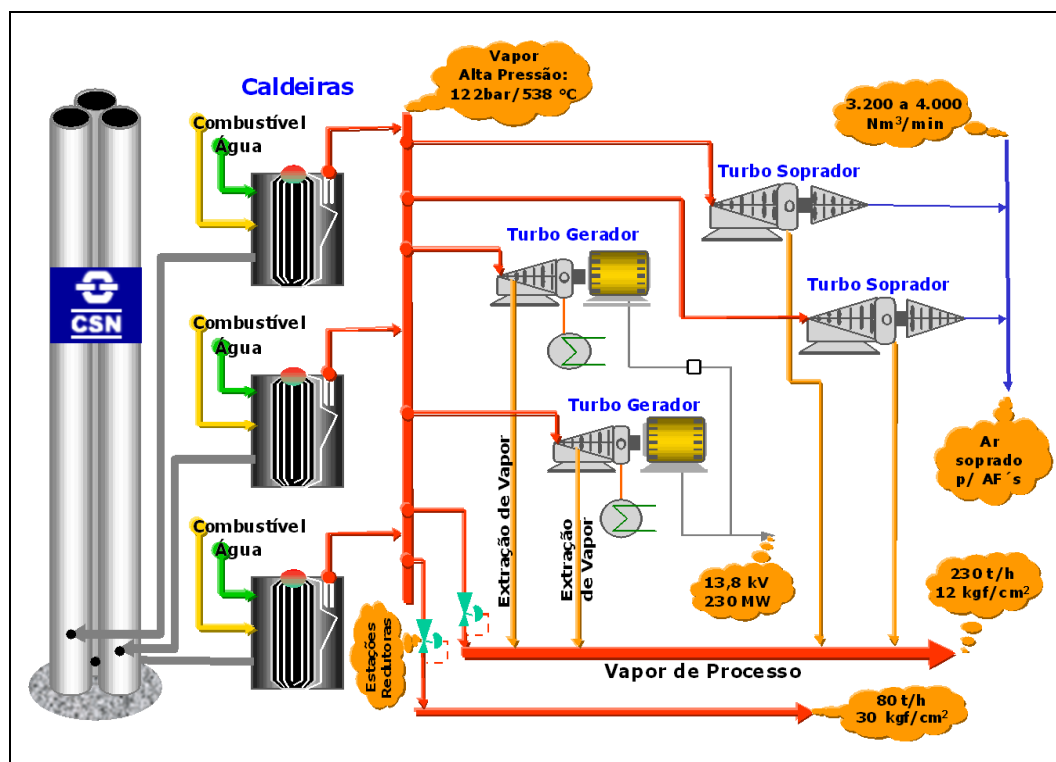 Vapor
Alta Pressão:
122bar/538 °C
Caldeiras
3.200 a 4.000
Nm³/min
Combustível
Água
Turbo Soprador
Turbo Gerador
Turbo Soprador
CSN
Combustível
Água
Turbo Gerador
Ar
soprado
p/ AF´s
Extração de Vapor
Extração
de Vapor
Combustível
Água
13,8 kV
230 MW
230 t/h
12 kgf/cm²
Estações
Redutoras
Vapor de Processo
80 t/h
30 kgf/cm²